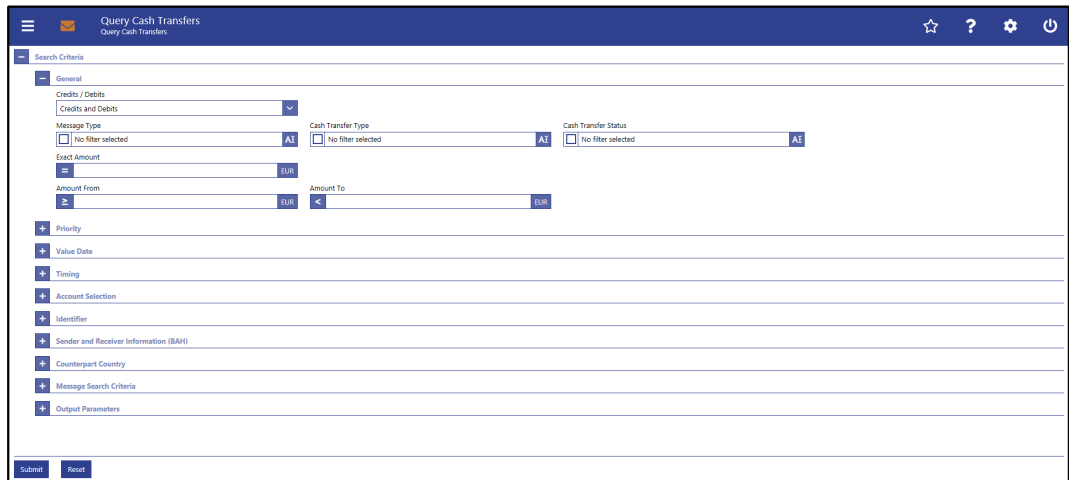 Query Cash Transfers
Query Cash Transfers
?
− Search Criteria
− General
Credits / Debits
Credits and Debits
Message Type Cash Transfer Type Cash Transfer Status
No filter selected AI No filter selected AI No filter selected AI
Exact Amount
= EUR
Amount From Amount To
≥ EUR < EUR
+ Priority
+ Value Date
+ Timing
+ Account Selection
+ Identifier
+ Sender and Receiver Information (BAH)
+ Counterpart Country
+ Message Search Criteria
+ Output Parameters
Submit Reset